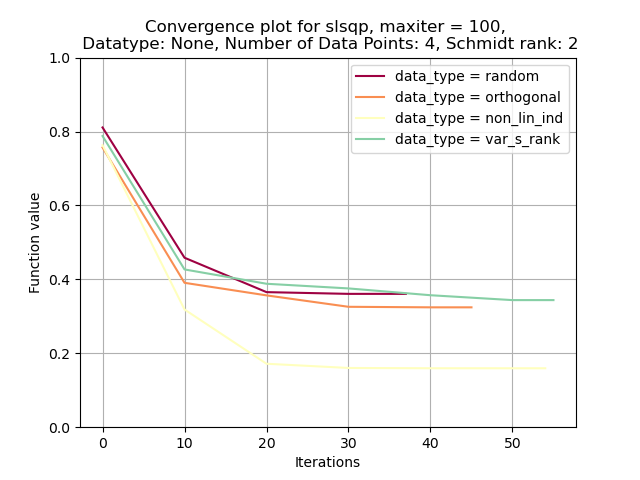 Convergence plot for slsqp, maxiter = 100,
Datatype: None, Number of Data Points: 4, Schmidt rank: 2
data_type = random
data_type = orthogonal
data_type = non_lin_ind
data_type = var_s_rank
1.0
0.8
0.6
0.4
0.2
0.0
Function value
0 10 20 30 40 50
Iterations